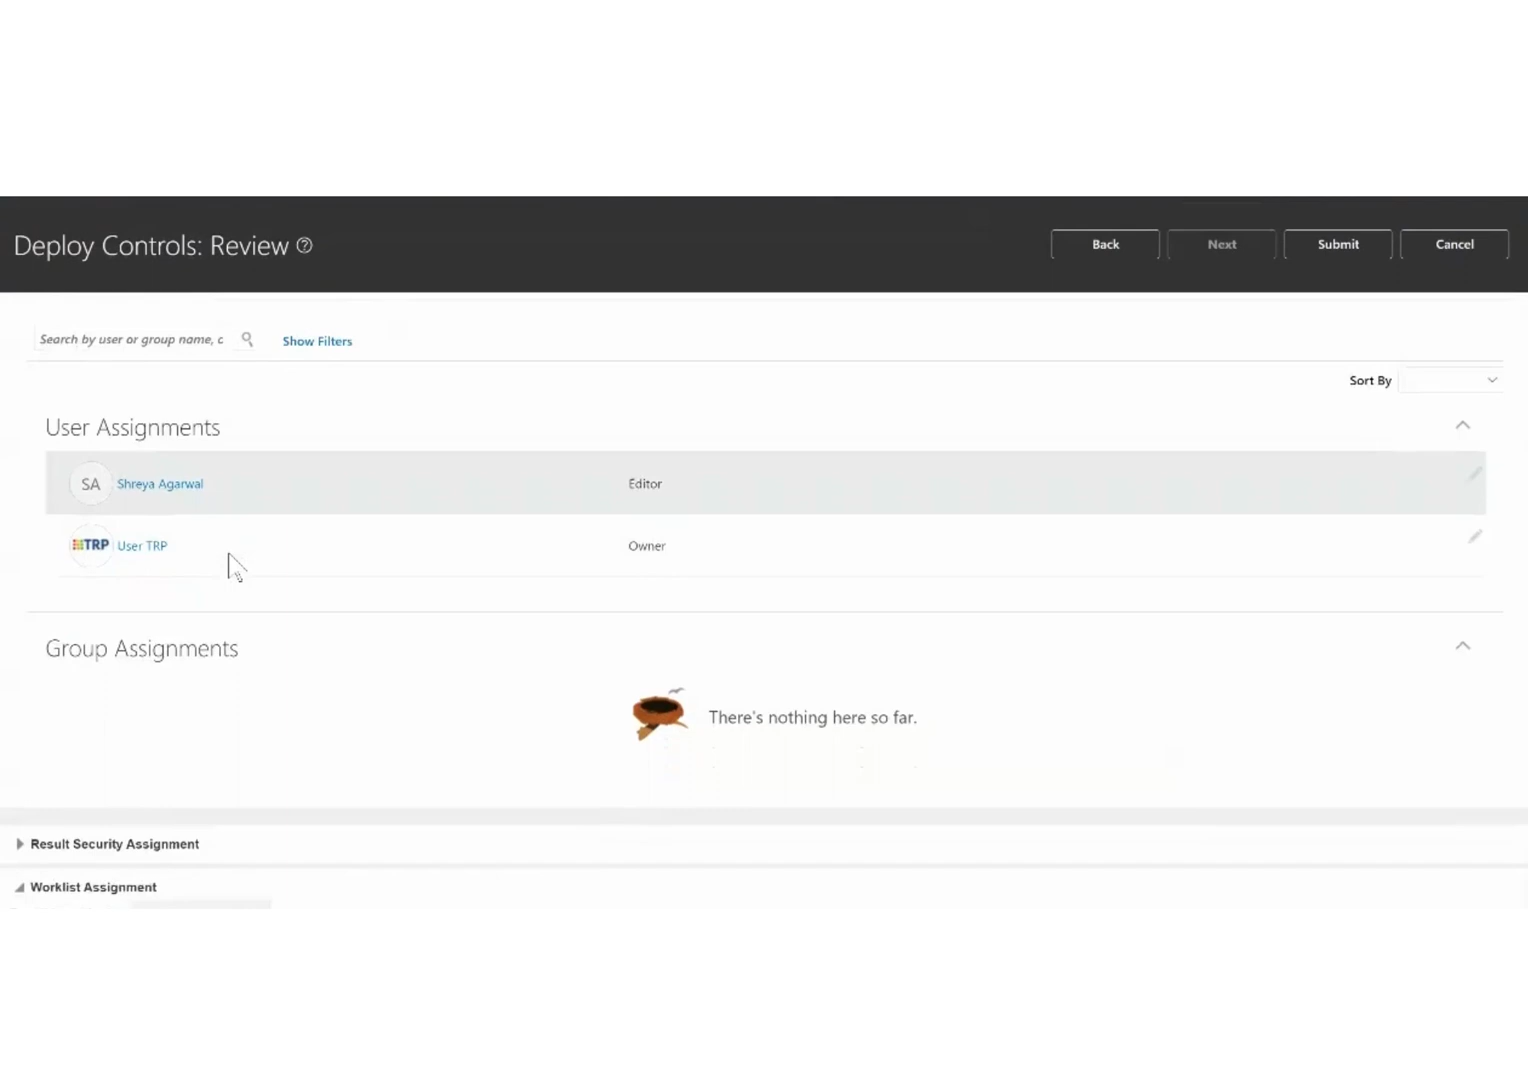 Deploy Controls: Review ?
Back
Next
Submit
Cancel
Search by user or group name, c
Show Filters
Sort By
User Assignments
SA Shreya Agarwal Editor
TRP User TRP Owner
Group Assignments
There's nothing here so far.
Result Security Assignment
Worklist Assignment